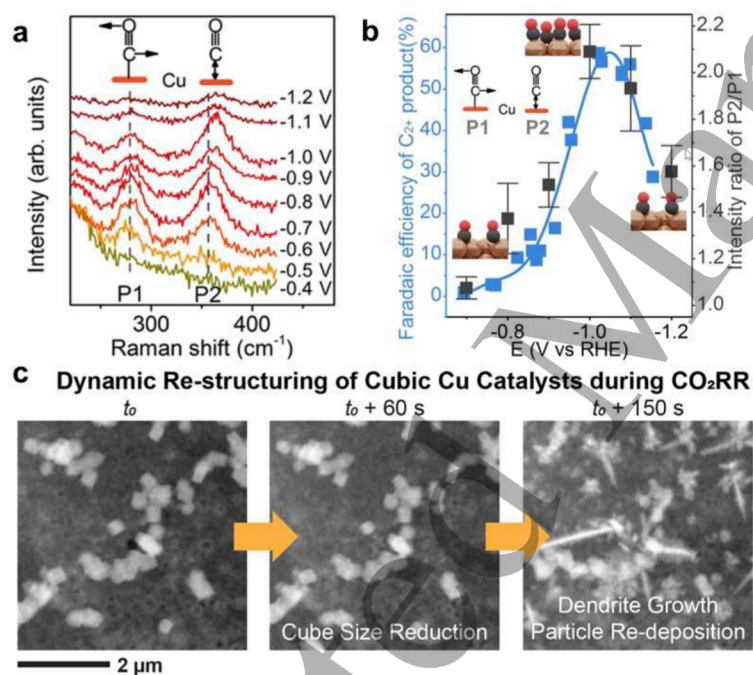 a
O
C
O
C
Cu
-1.2 V
-1.1 V
-1.0 V
-0.9 V
-0.8 V
-0.7 V
-0.6 V
-0.5 V
-0.4 V
P1
P2
Intensity (arb. units)
300
400
Raman shift (cm⁻¹)
b
Faradaic efficiency of C₂₊ product(%)
60
50
40
30
20
10
0
O
C
O
C
Cu
P1
P2
2.2
2.0
1.8
1.6
1.4
1.2
1.1
1.0
Intensity ratio of P2/P1
-0.8
-1.0
-1.2
E (V vs RHE)
c
Dynamic Re-structuring of Cubic Cu Catalysts during CO₂RR
t₀
t₀ + 60 s
t₀ + 150 s
Cube Size Reduction
Dendrite Growth
Particle Re-deposition
2 µm